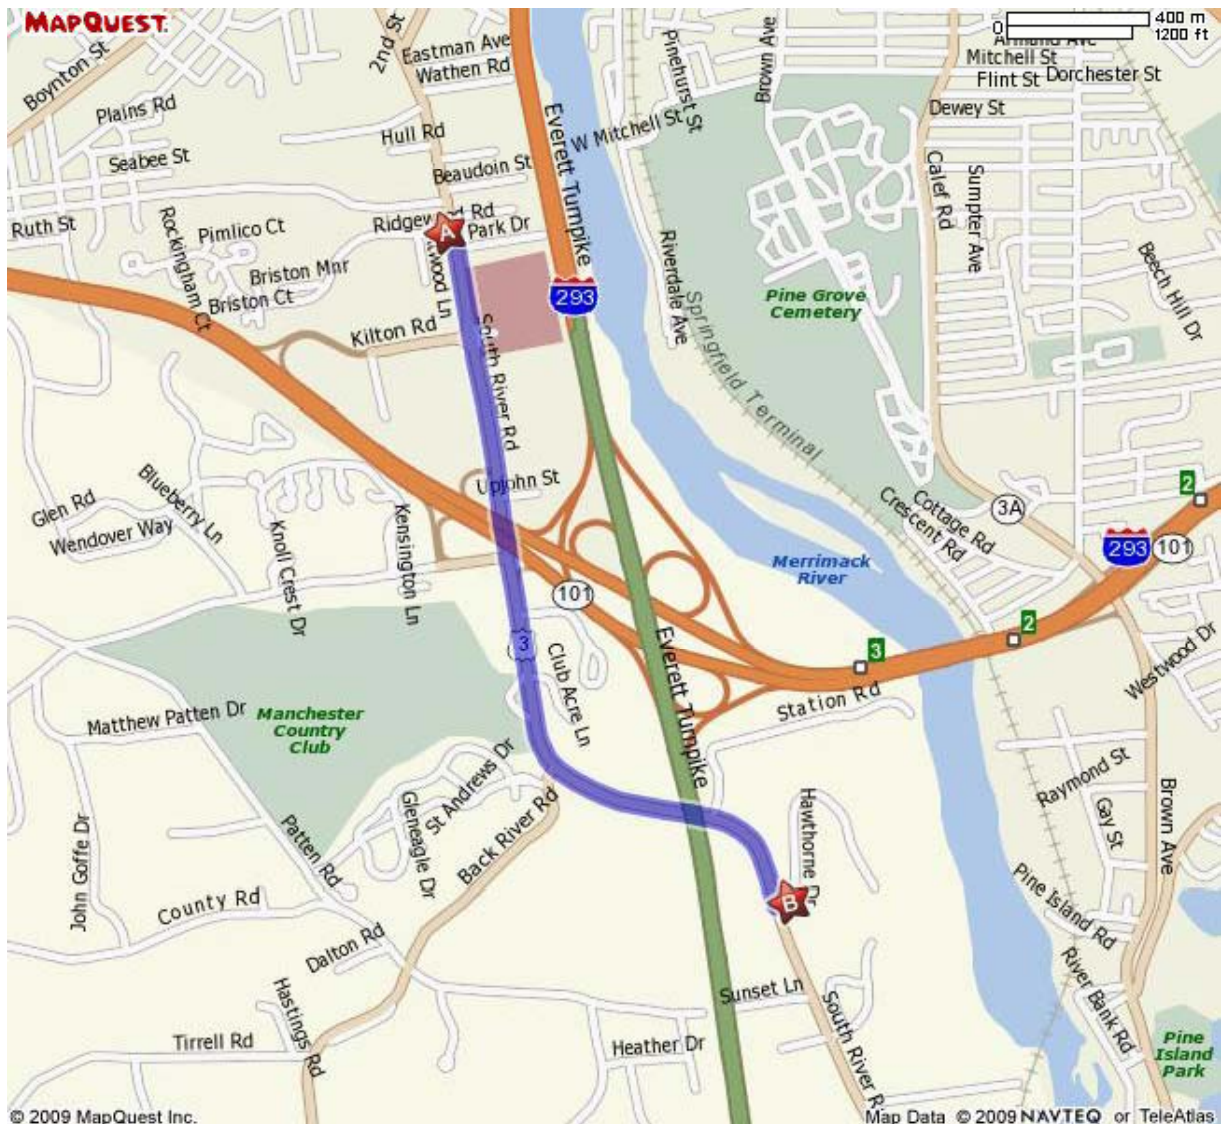 MAPQUEST.
400 m
0
1200 ft
2nd St
Eastman Ave
Wathen Rd
Boynton St
Plains Rd
Hull Rd
Seabee St
Beaudoin St
Everett Turnpike
W Mitchell St
Pinehurst St
Brown Ave
Armand Ave
Mitchell St
Flint St
Dorchester St
Dewey St
Calef Rd
Sumpter Ave
Beech Hill Dr
Ruth St
Rockingham Ct
Pimlico Ct
Briston Mnr
Briston Ct
Rd
A
Park Dr
Kilton Rd
South River Rd
293
Riverdale Ave
Springfield Terminal
Pine Grove
Cemetery
Upjohn St
Glen Rd
Blueberry Ln
Wendover Way
Knoll Crest Dr
Kensington Ln
Cottage Rd
Crescent Rd
3A
2
293
101
Merrimack
River
101
3
Club Acre Ln
Everett Turnpike
3
2
Station Rd
Westwood Dr
Matthew Patten Dr
Manchester
Country
Club
St Andrews Dr
Gleneagle Dr
Back River Rd
Patten Rd
John Goffe Dr
County Rd
Dalton Rd
Hastings Rd
Tirrell Rd
Hawthorne Dr
B
Raymond St
Gay St
Brown Ave
Pine Island Rd
River Bank Rd
Sunset Ln
South River R
Heather Dr
Pine
Island
Park
© 2009 MapQuest Inc.
Map Data © 2009 NAVTEQ or TeleAtlas